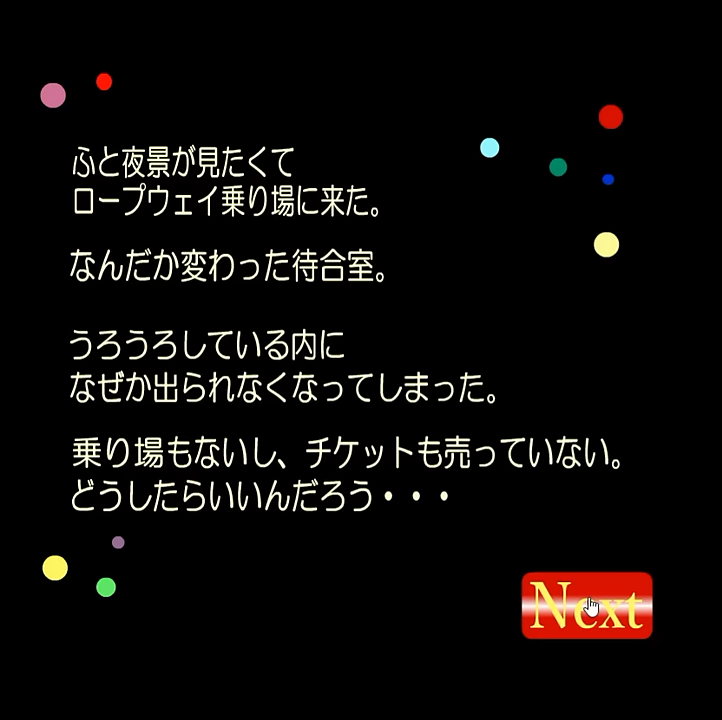 ふと夜景が見たくて
ロープウェイ乗り場に来た。
なんだか変わった待合室。
うろうろしている内に
なぜか出られなくなってしまった。
乗り場もないし、チケットも売っていない。
どうしたらいいんだろう・・・
Next